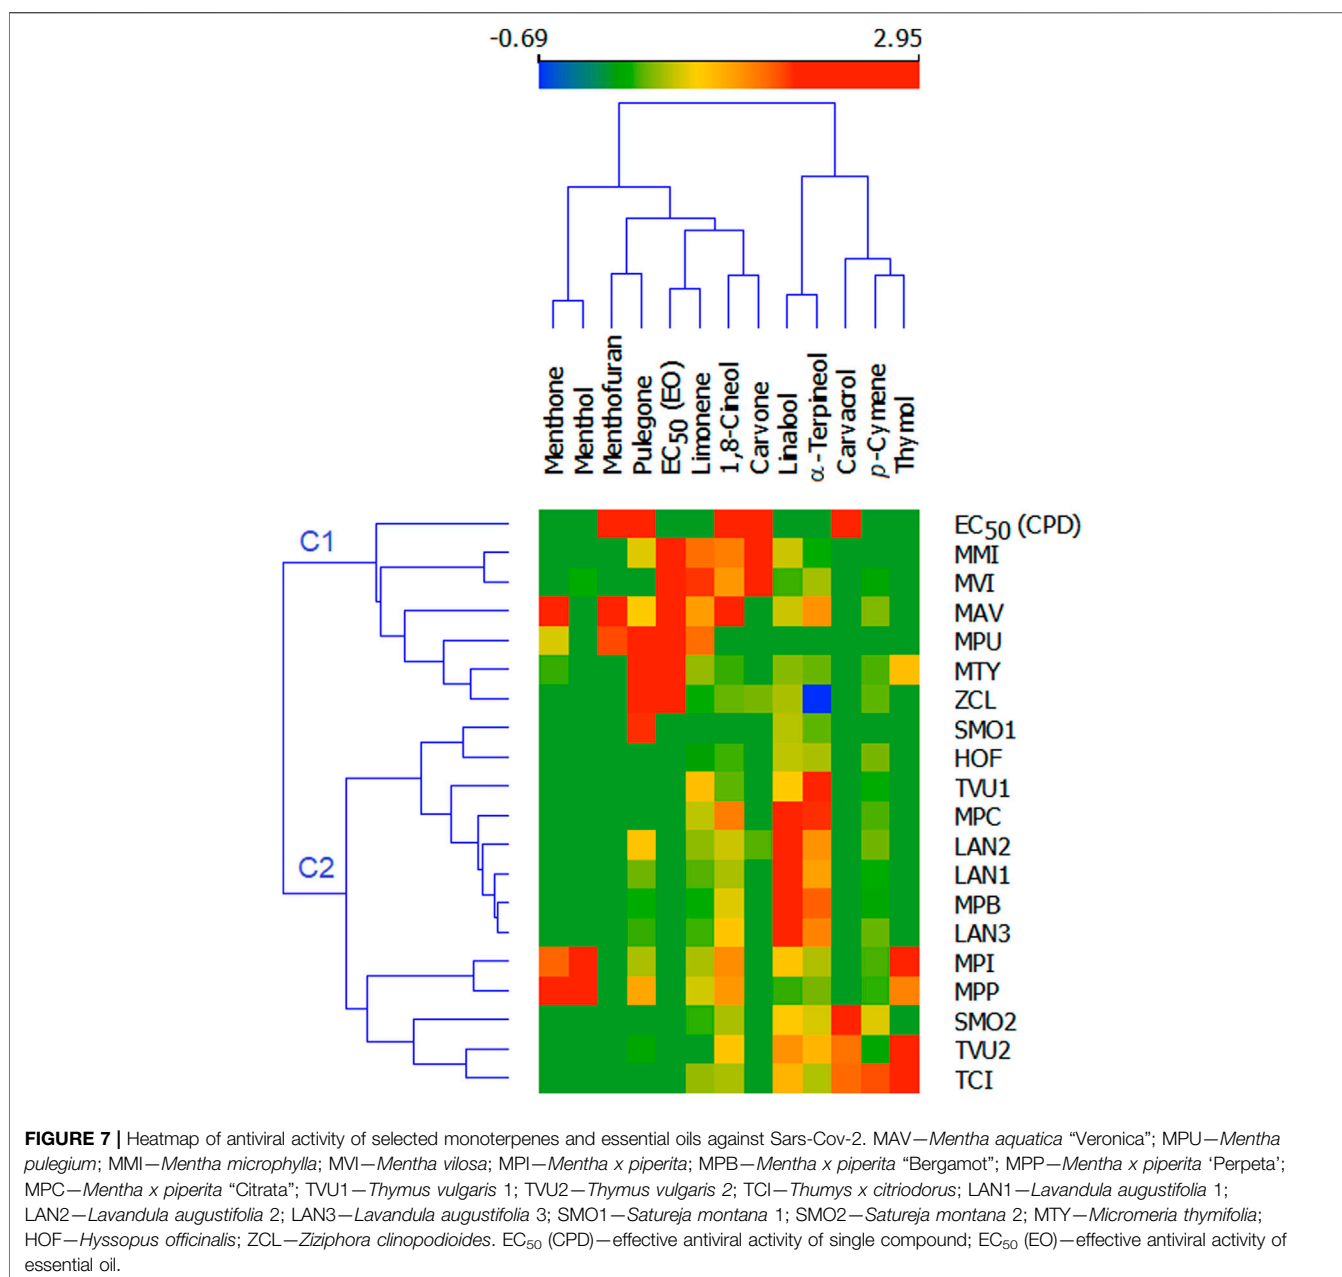 -0.69 2.95
Menthone
Menthol
Menthofuran
Pulegone
EC50 (EO)
Limonene
1,8-Cineol
Carvone
Linalool
α-Terpineol
Carvacrol
p-Cymene
Thymol
C1
C2
EC50 (CPD)
MMI
MVI
MAV
MPU
MTY
ZCL
SMO1
HOF
TVU1
MPC
LAN2
LAN1
MPB
LAN3
MPI
MPP
SMO2
TVU2
TCI
FIGURE 7 | Heatmap of antiviral activity of selected monoterpenes and essential oils against Sars-Cov-2. MAV—Mentha aquatica “Veronica”; MPU—Mentha
pulegium; MMI—Mentha microphylla; MVI—Mentha vilosa; MPI—Mentha x piperita; MPB—Mentha x piperita “Bergamot”; MPP—Mentha x piperita ‘Perpeta’;
MPC—Mentha x piperita “Citrata”; TVU1—Thymus vulgaris 1; TVU2—Thymus vulgaris 2; TCI—Thumys x citriodorus; LAN1—Lavandula augustifolia 1;
LAN2—Lavandula augustifolia 2; LAN3—Lavandula augustifolia 3; SMO1—Satureja montana 1; SMO2—Satureja montana 2; MTY—Micromeria thymifolia;
HOF—Hyssopus officinalis; ZCL—Ziziphora clinopodioides. EC50 (CPD)—effective antiviral activity of single compound; EC50 (EO)—effective antiviral activity of
essential oil.